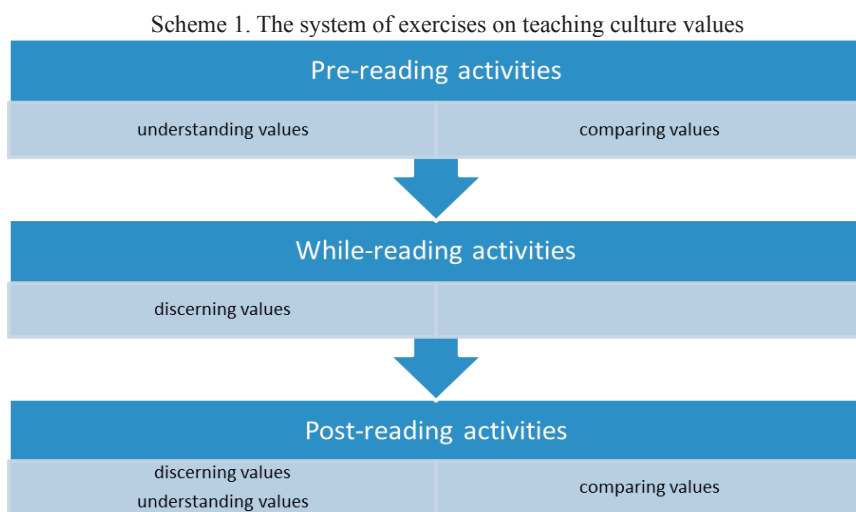 Scheme 1. The system of exercises on teaching culture values
Pre-reading activities
understanding values
comparing values
While-reading activities
discerning values
Post-reading activities
discerning values
understanding values
comparing values